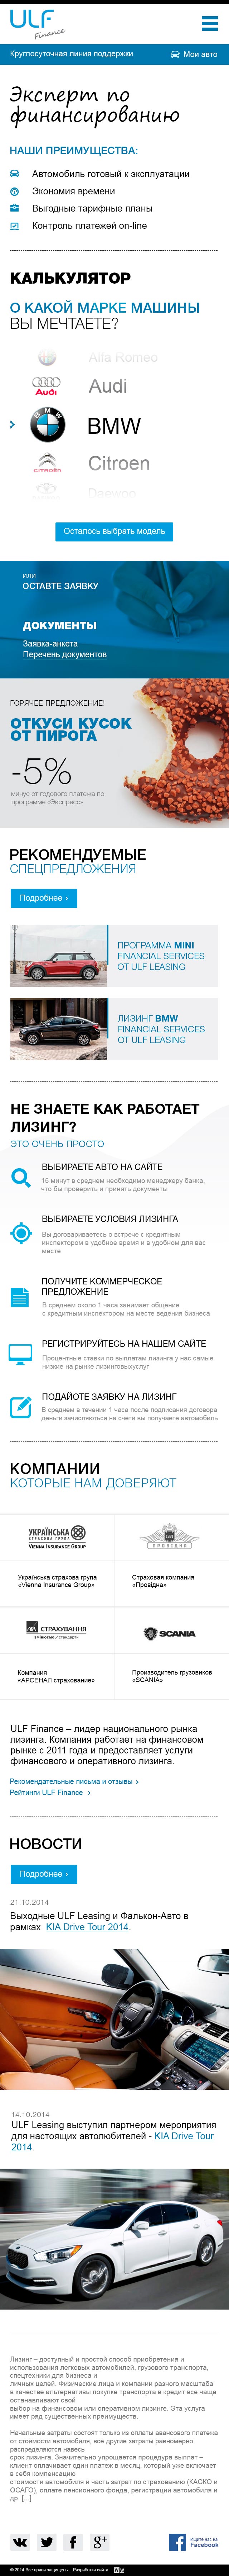 ULF
Finance
Круглосуточная линия поддержки
Мои авто
Эксперт по
финансированию
НАШИ ПРЕИМУЩЕСТВА:
Автомобиль готовый к эксплуатации
Экономия времени
Выгодные тарифные планы
Контроль платежей on-line
КАЛЬКУЛЯТОР
О КАКОЙ МАРКЕ МАШИНЫ
ВЫ МЕЧТАЕТЕ?
Alfa Romeo
Audi
Audi
BMW
BMW
CITROËN
Citroen
Daewoo
Осталось выбрать модель
ИЛИ
ОСТАВТЕ ЗАЯВКУ
ДОКУМЕНТЫ
Заявка-анкета
Перечень документов
ГОРЯЧЕЕ ПРЕДЛОЖЕНИЕ!
ОТКУСИ КУСОК
ОТ ПИРОГА
-5%
минус от годового платежа по
программе «Экспресс»
РЕКОМЕНДУЕМЫЕ
СПЕЦПРЕДЛОЖЕНИЯ
Подробнее ›
ПРОГРАММА MINI
FINANCIAL SERVICES
ОТ ULF LEASING
ЛИЗИНГ BMW
FINANCIAL SERVICES
ОТ ULF LEASING
НЕ ЗНАЕТЕ КАК РАБОТАЕТ
ЛИЗИНГ?
ЭТО ОЧЕНЬ ПРОСТО
ВЫБИРАЕТЕ АВТО НА САЙТЕ
15 минут в среднем необходимо менеджеру банка,
что бы проверить и принять документы
ВЫБИРАЕТЕ УСЛОВИЯ ЛИЗИНГА
Вы договариваетесь о встрече с кредитным
инспектором в удобное время и в удобном для вас
месте
ПОЛУЧИТЕ КОММЕРЧЕСКОЕ
ПРЕДЛОЖЕНИЕ
В среднем около 1 часа занимает общение
с кредитным инспектором на месте ведения бизнеса
РЕГИСТРИРУЙТЕСЬ НА НАШЕМ САЙТЕ
Процентные ставки по выплатам лизинга у нас самые
низкие на рынке лизинговыхуслуг
ПОДАЙОТЕ ЗАЯВКУ НА ЛИЗИНГ
В среднем в течении 1 часа после подписания договора
деньги зачисляються на счети вы получаете автомобиль
КОМПАНИИ
КОТОРЫЕ НАМ ДОВЕРЯЮТ
УКРАЇНСЬКА
СТРАХОВА ГРУПА
VIENNA INSURANCE GROUP
ПРОВІДНА
Українська страхова група
«Vienna Insurance Group»
Страховая компания
«Провідна»
AXA СТРАХУВАННЯ
SCANIA
Компания
«АРСЕНАЛ страхование»
Производитель грузовиков
«SCANIA»
ULF Finance – лидер национального рынка
лизинга. Компания работает на финансовом
рынке с 2011 года и предоставляет услуги
финансового и оперативного лизинга.
Рекомендательные письма и отзывы ›
Рейтинги ULF Finance ›
НОВОСТИ
Подробнее ›
21.10.2014
Выходные ULF Leasing и Фалькон-Авто в
рамках KIA Drive Tour 2014.
14.10.2014
ULF Leasing выступил партнером мероприятия
для настоящих автолюбителей - KIA Drive Tour
2014.
Лизинг – доступный и простой способ приобретения и
использования легковых автомобилей, грузового транспорта,
спецтехники для бизнеса и
личных целей. Физические лица и компании разного масштаба
в качестве альтернативы покупке транспорта в кредит все чаще
останавливают свой
выбор на финансовом или оперативном лизинге. Эта услуга
имеет ряд существенных преимуществ.
Начальные затраты состоят только из оплаты авансового платежа
от стоимости автомобиля, все другие затраты равномерно
распределяются навесь
срок лизинга. Значительно упрощается процедура выплат –
клиент оплачивает один платеж в месяц, который уже включает
в себя компенсацию
стоимости автомобиля и часть затрат по страхованию (КАСКО и
ОСАГО), оплате пенсионного фонда, регистрации автомобиля и
др. [...]
Ищите нас на
Facebook
© 2014 Все права защищены. Разработка сайта -